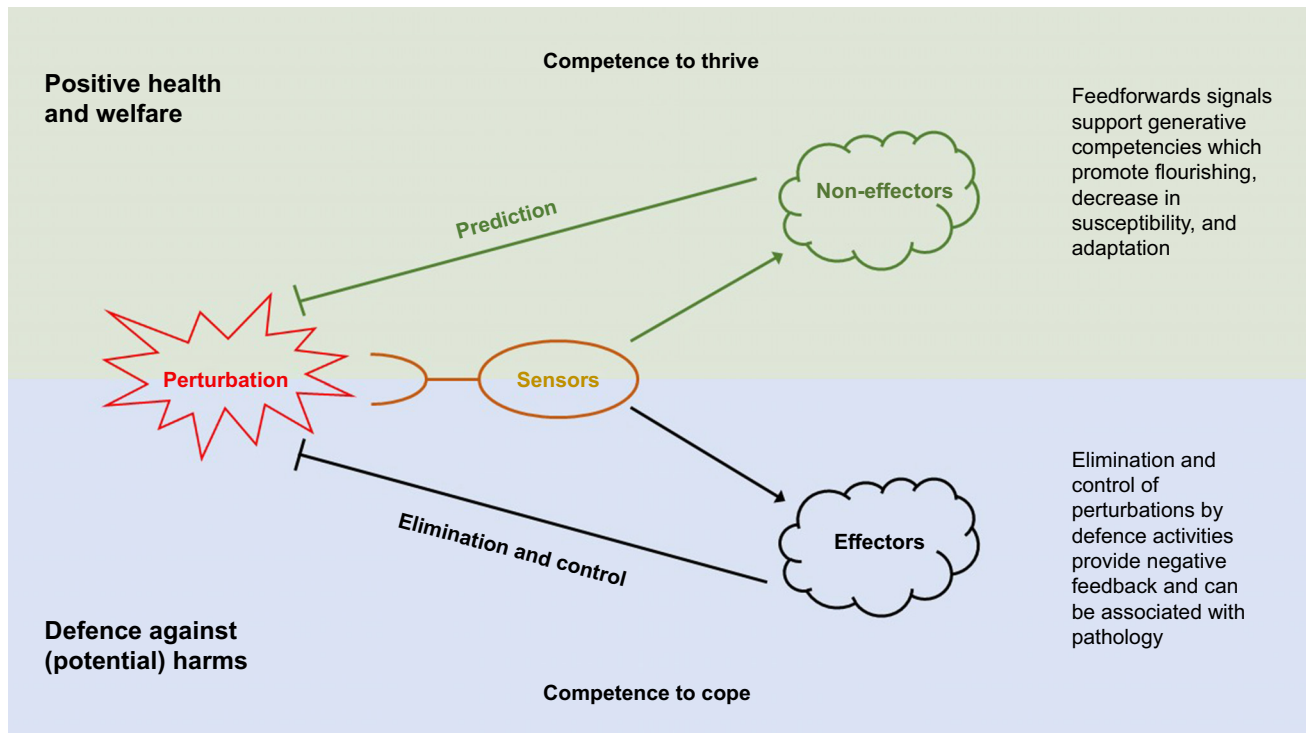 Competence to thrive
Positive health
and welfare
Feedforwards signals
support generative
competencies which
promote flourishing,
decrease in
susceptibility, and
adaptation
Non-effectors
Prediction
Perturbation
Sensors
Elimination and
control of
perturbations by
defence activities
provide negative
feedback and can
be associated with
pathology
Effectors
Elimination and control
Defence against
(potential) harms
Competence to cope